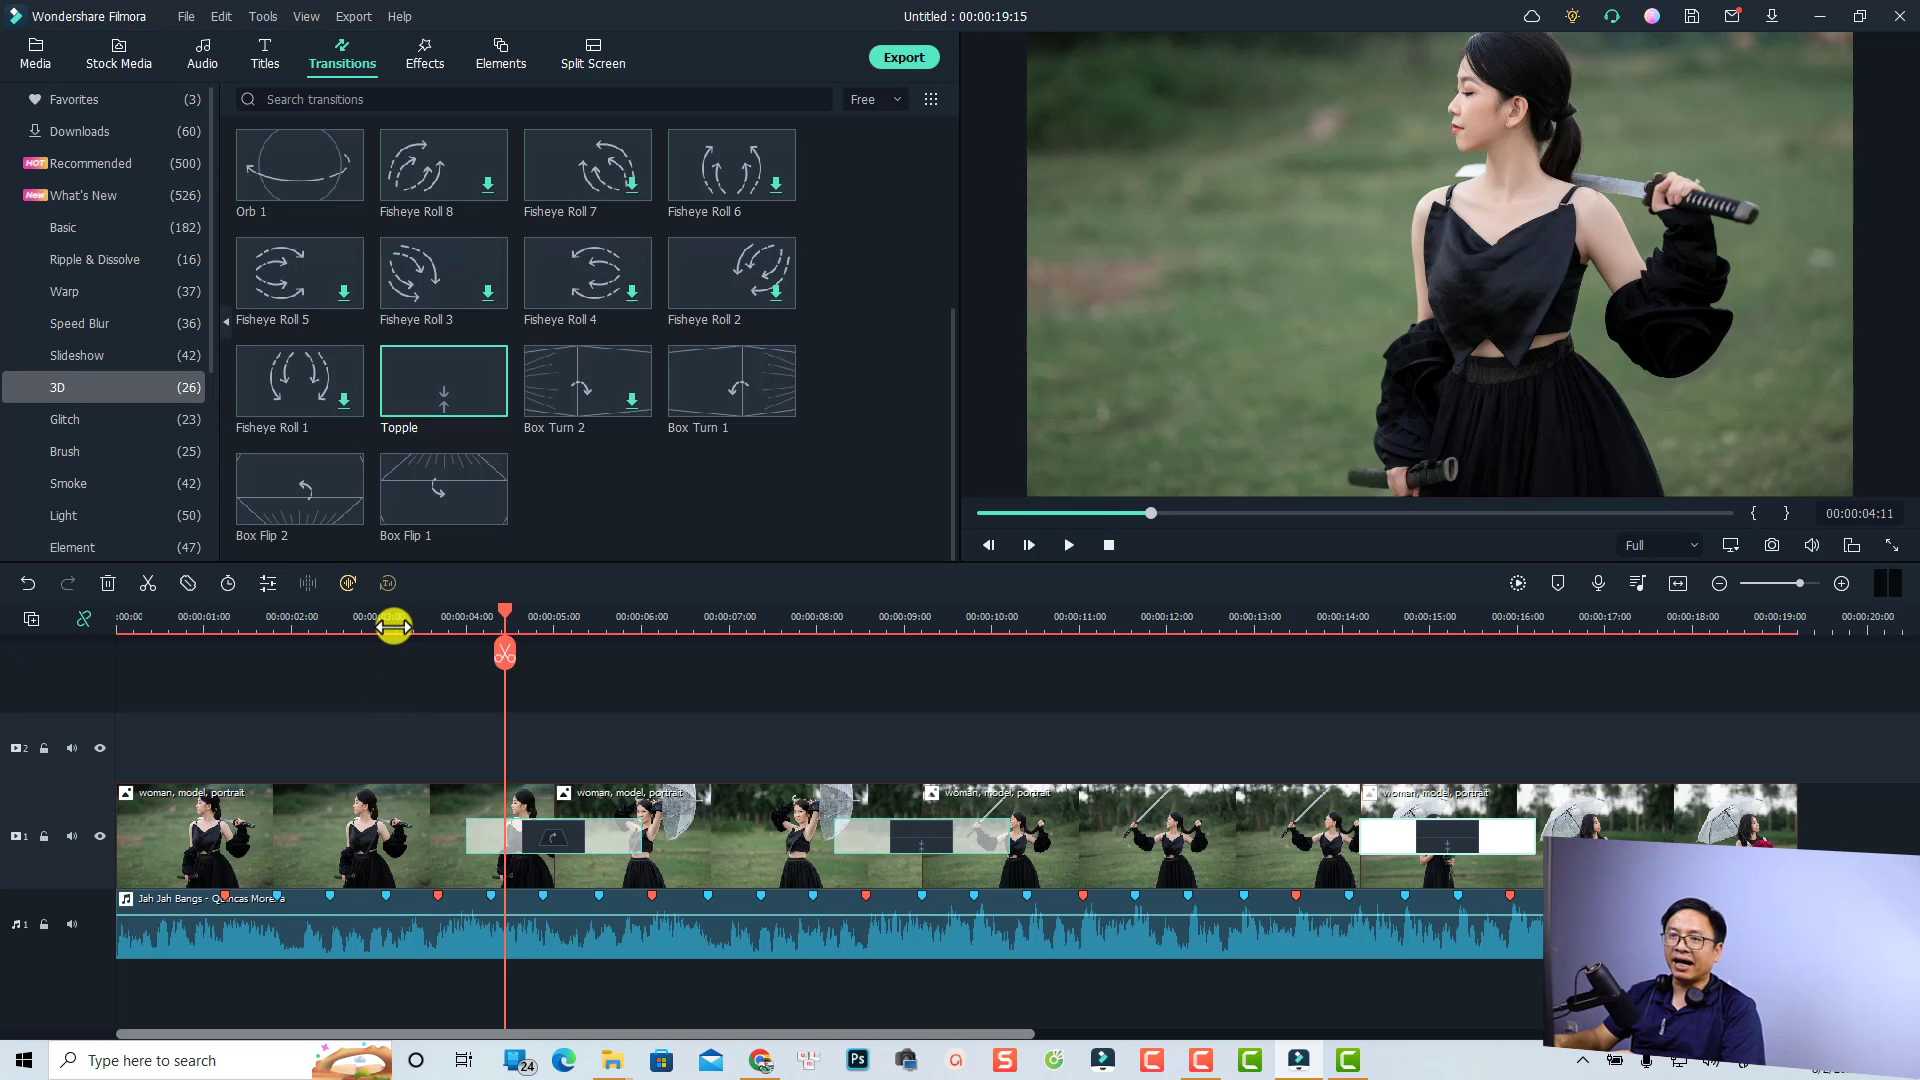 Wondershare Filmora
File Edit Tools View Export Help
Untitled : 00:00:19:15
Media
Stock Media
Audio
Titles
Transitions
Effects
Elements
Split Screen
Export
Search transitions
Free
Favorites (3)
Downloads (60)
HOT Recommended (500)
New What's New (526)
Basic (182)
Ripple & Dissolve (16)
Warp (37)
Speed Blur (36)
Slideshow (42)
3D (26)
Glitch (23)
Brush (25)
Smoke (42)
Light (50)
Element (47)
Orb 1
Fisheye Roll 8
Fisheye Roll 7
Fisheye Roll 6
Fisheye Roll 5
Fisheye Roll 3
Fisheye Roll 4
Fisheye Roll 2
Fisheye Roll 1
Topple
Box Turn 2
Box Turn 1
Box Flip 2
Box Flip 1
{ } 00:00:04:11
Full
:00:00 00:00:01:00 00:00:02:00 00:00:03:00 00:00:04:00 00:00:05:00 00:00:06:00 00:00:07:00 00:00:08:00 00:00:09:00 00:00:10:00 00:00:11:00 00:00:12:00 00:00:13:00 00:00:14:00 00:00:15:00 00:00:16:00 00:00:17:00 00:00:18:00 00:00:19:00 00:00:20:00
2
1
woman, model, portrait
woman, model, portrait
woman, model, portrait
woman, model, portrait
1
Jah Jah Bangs - Quincas Moreira
Type here to search
24
Ps